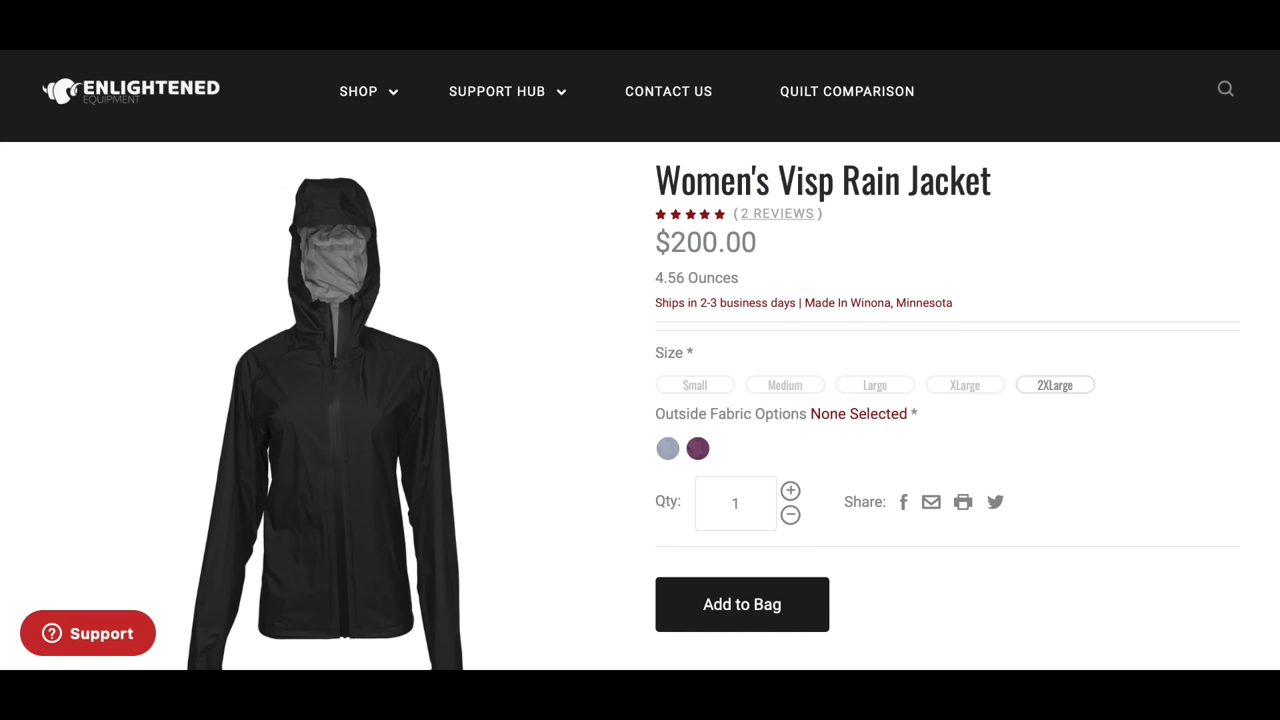 ENLIGHTENED
EQUIPMENT
SHOP
SUPPORT HUB
CONTACT US
QUILT COMPARISON
Women's Visp Rain Jacket
( 2 REVIEWS )
$200.00
4.56 Ounces
Ships in 2-3 business days | Made In Winona, Minnesota
Size *
Small Medium Large XLarge 2XLarge
Outside Fabric Options None Selected *
Qty: 1 Share:
Add to Bag
Support